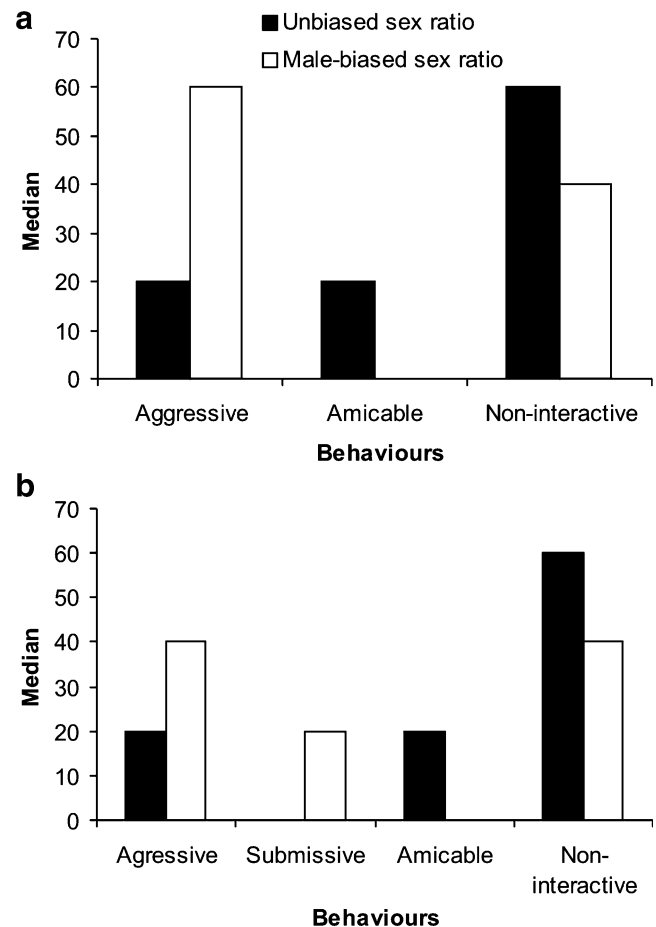 a
Unbiased sex ratio
Male-biased sex ratio
70
60
50
40
30
20
10
0
Median
Aggressive Amicable Non-interactive
Behaviours
b
70
60
50
40
30
20
10
0
Median
Agressive Submissive Amicable Non-
interactive
Behaviours